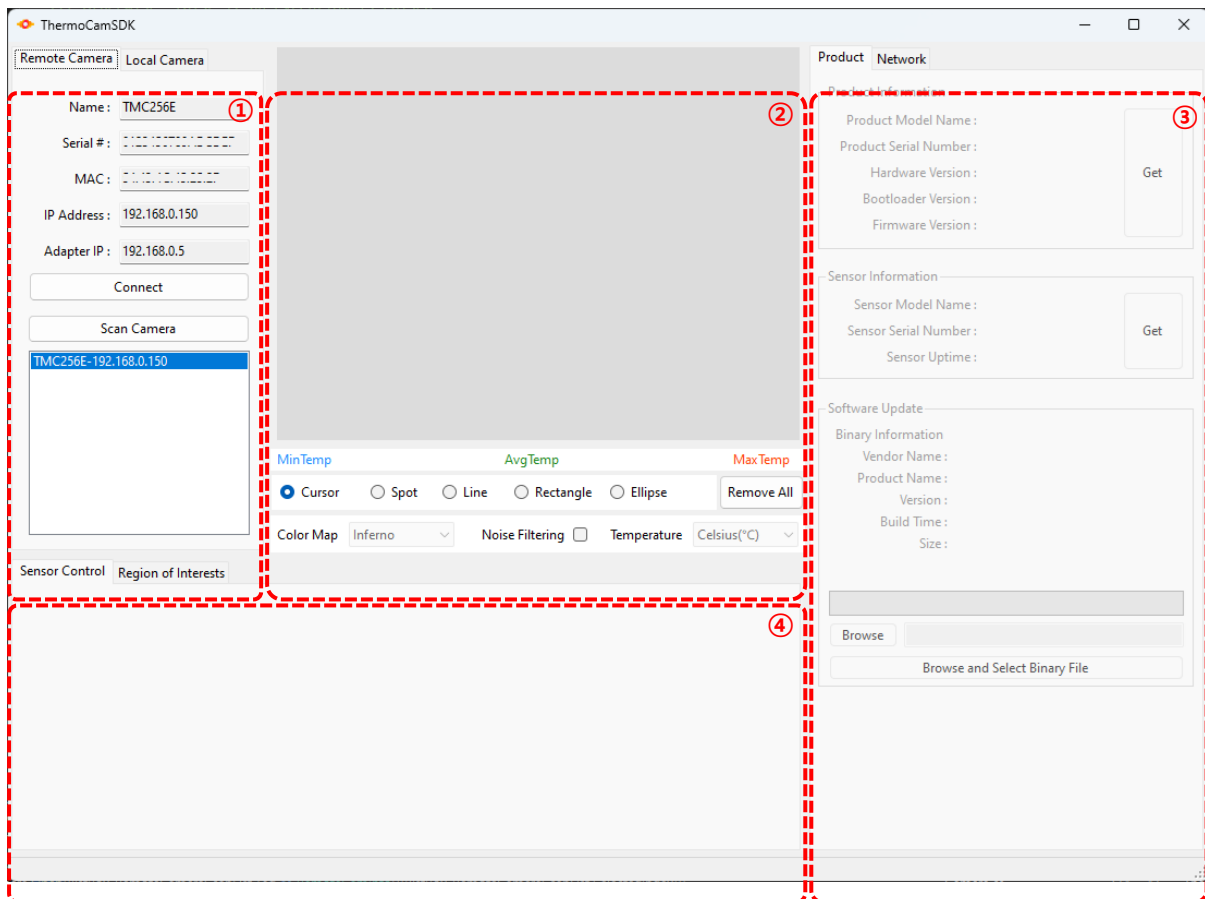 ThermoCamSDK
Remote Camera Local Camera
Name : TMC256E
①
Serial # :
MAC :
IP Address : 192.168.0.150
Adapter IP : 192.168.0.5
Connect
Scan Camera
TMC256E-192.168.0.150
②
MinTemp AvgTemp MaxTemp
Cursor Spot Line Rectangle Ellipse Remove All
Color Map Inferno Noise Filtering Temperature Celsius(°C)
Product Network
Product Information
③
Product Model Name :
Product Serial Number :
Hardware Version :
Bootloader Version :
Firmware Version :
Get
Sensor Information
Sensor Model Name :
Sensor Serial Number :
Sensor Uptime :
Get
Software Update
Binary Information
Vendor Name :
Product Name :
Version :
Build Time :
Size :
Browse
Browse and Select Binary File
Sensor Control Region of Interests
④